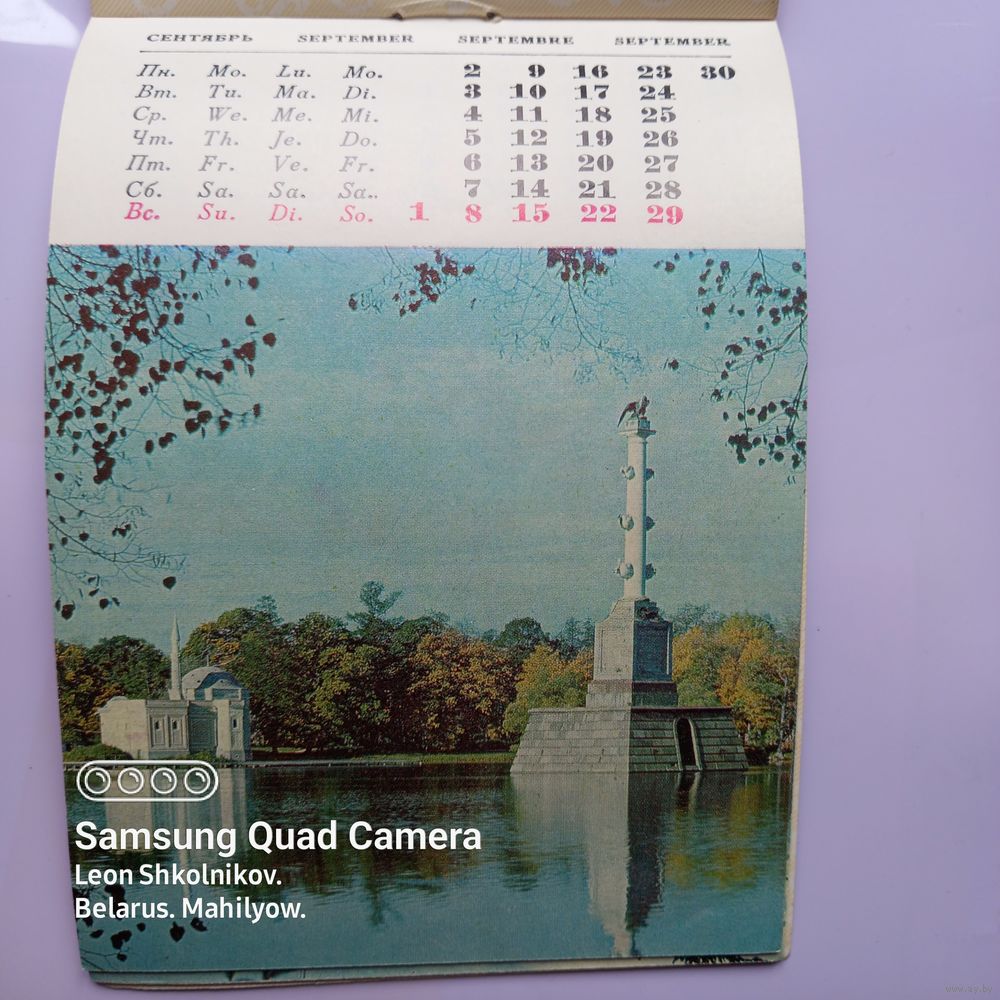 СЕНТЯБРЬ SEPTEMBER SEPTEMBRE SEPTEMBER
Пн. Mo. Lu. Mo. 2 9 16 23 30
Вт. Tu. Ma. Di. 3 10 17 24
Ср. We. Me. Mi. 4 11 18 25
Чт. Th. Je. Do. 5 12 19 26
Пт. Fr. Ve. Fr. 6 13 20 27
Сб. Sa. Sa. Sa.. 7 14 21 28
Вс. Su. Di. So. 1 8 15 22 29
Samsung Quad Camera
Leon Shkolnikov.
Belarus. Mahilyow.
www.ay.by